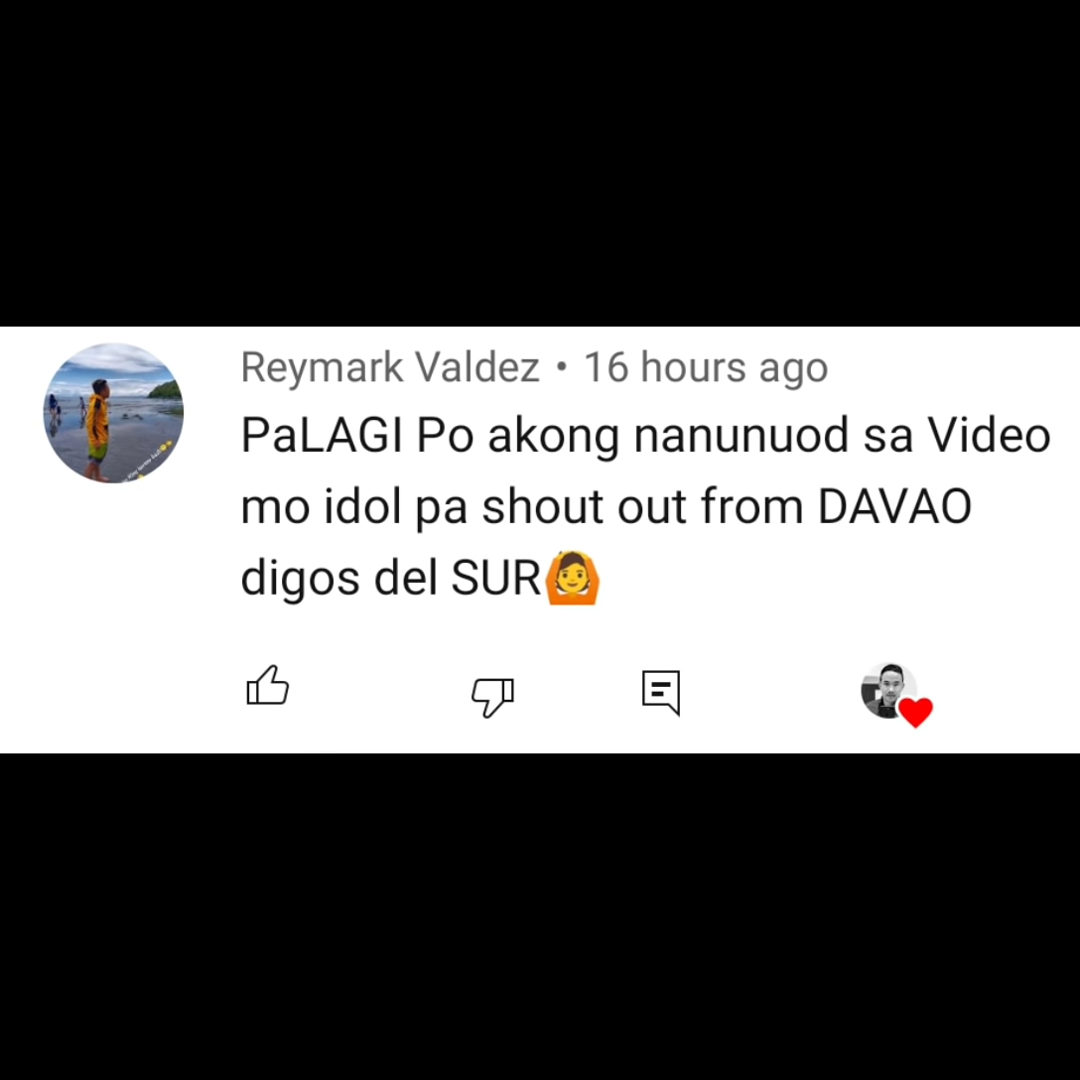 Reymark Valdez • 16 hours ago
PaLAGI Po akong nanunuod sa Video
mo idol pa shout out from DAVAO
digos del SUR🙆